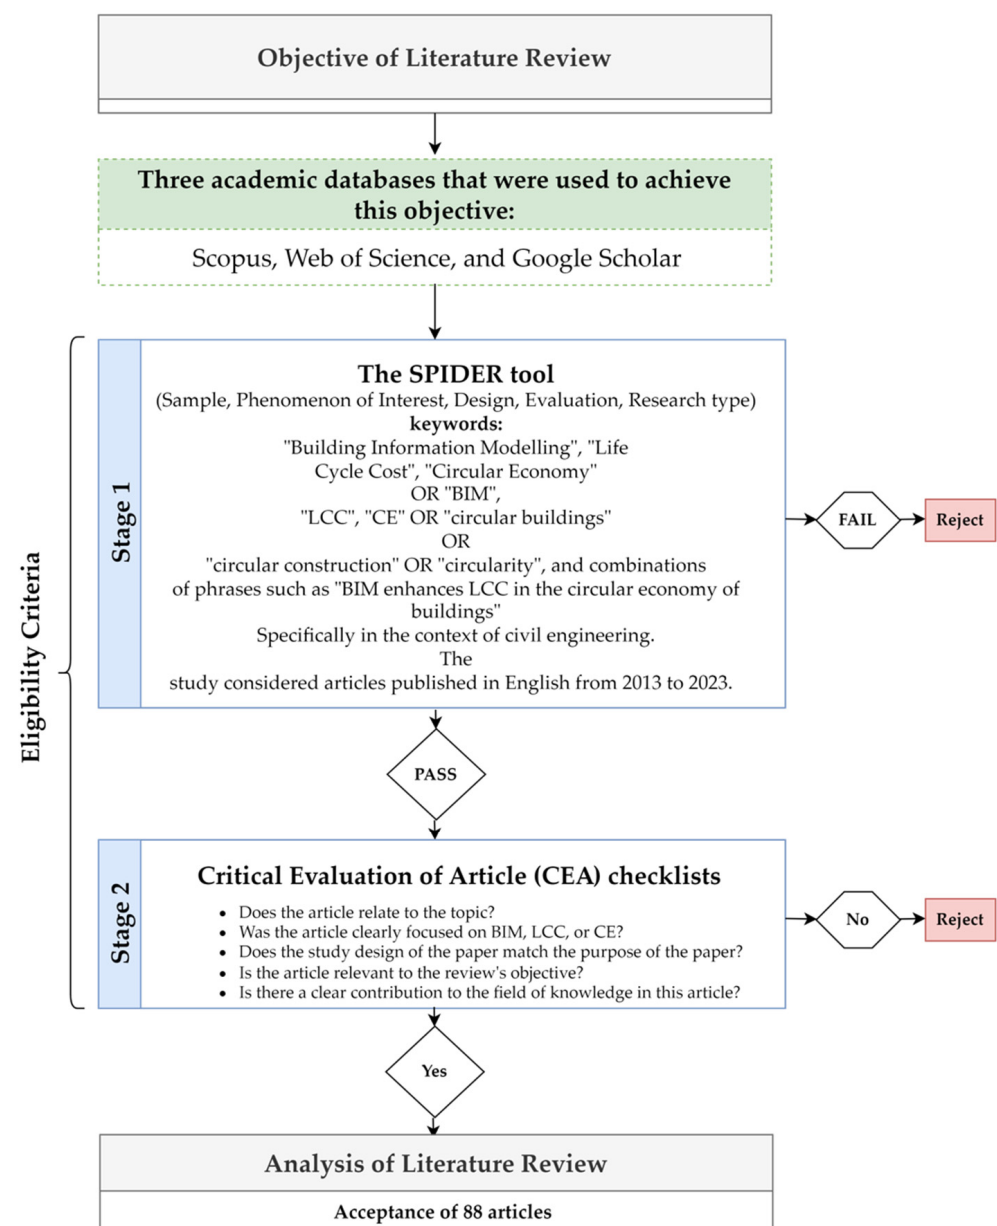 Objective of Literature Review
Three academic databases that were used to achieve
this objective:
Scopus, Web of Science, and Google Scholar
Eligibility Criteria
Stage 1
The SPIDER tool
(Sample, Phenomenon of Interest, Design, Evaluation, Research type)
keywords:
"Building Information Modelling", "Life
Cycle Cost", "Circular Economy"
OR "BIM",
"LCC", "CE" OR "circular buildings"
OR
"circular construction" OR "circularity", and combinations
of phrases such as "BIM enhances LCC in the circular economy of
buildings"
Specifically in the context of civil engineering.
The
study considered articles published in English from 2013 to 2023.
FAIL
Reject
PASS
Stage 2
Critical Evaluation of Article (CEA) checklists
• Does the article relate to the topic?
• Was the article clearly focused on BIM, LCC, or CE?
• Does the study design of the paper match the purpose of the paper?
• Is the article relevant to the review's objective?
• Is there a clear contribution to the field of knowledge in this article?
No
Reject
Yes
Analysis of Literature Review
Acceptance of 88 articles